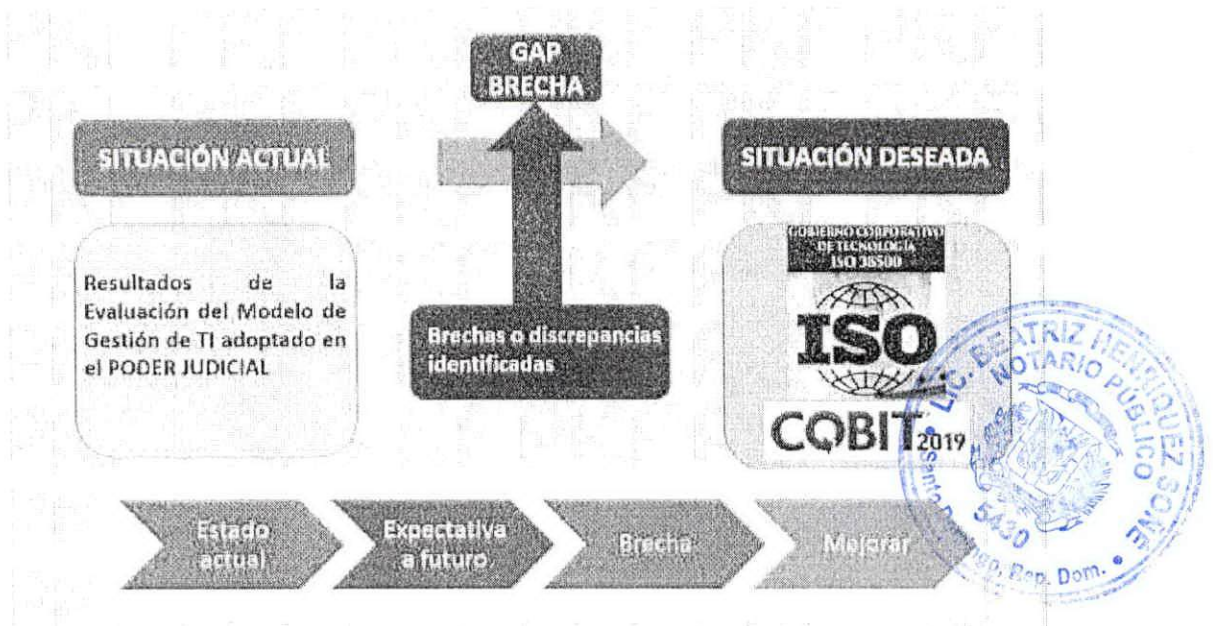 GAP
BRECHA
SITUACIÓN ACTUAL
SITUACIÓN DESEADA
Resultados de la
Evaluación del Modelo de
Gestión de TI adoptado en
el PODER JUDICIAL
Brechas o discrepancias
identificadas
GOBIERNO CORPORATIVO
DE TECNOLOGÍA
ISO 38500
ISO
COBIT 2019
Estado
actual
Expectativa
a futuro
Brecha
Mejorar
LIC. BEATRIZ HENRIQUEZ SONE
NOTARIO PÚBLICO
5430
Rep. Dom.